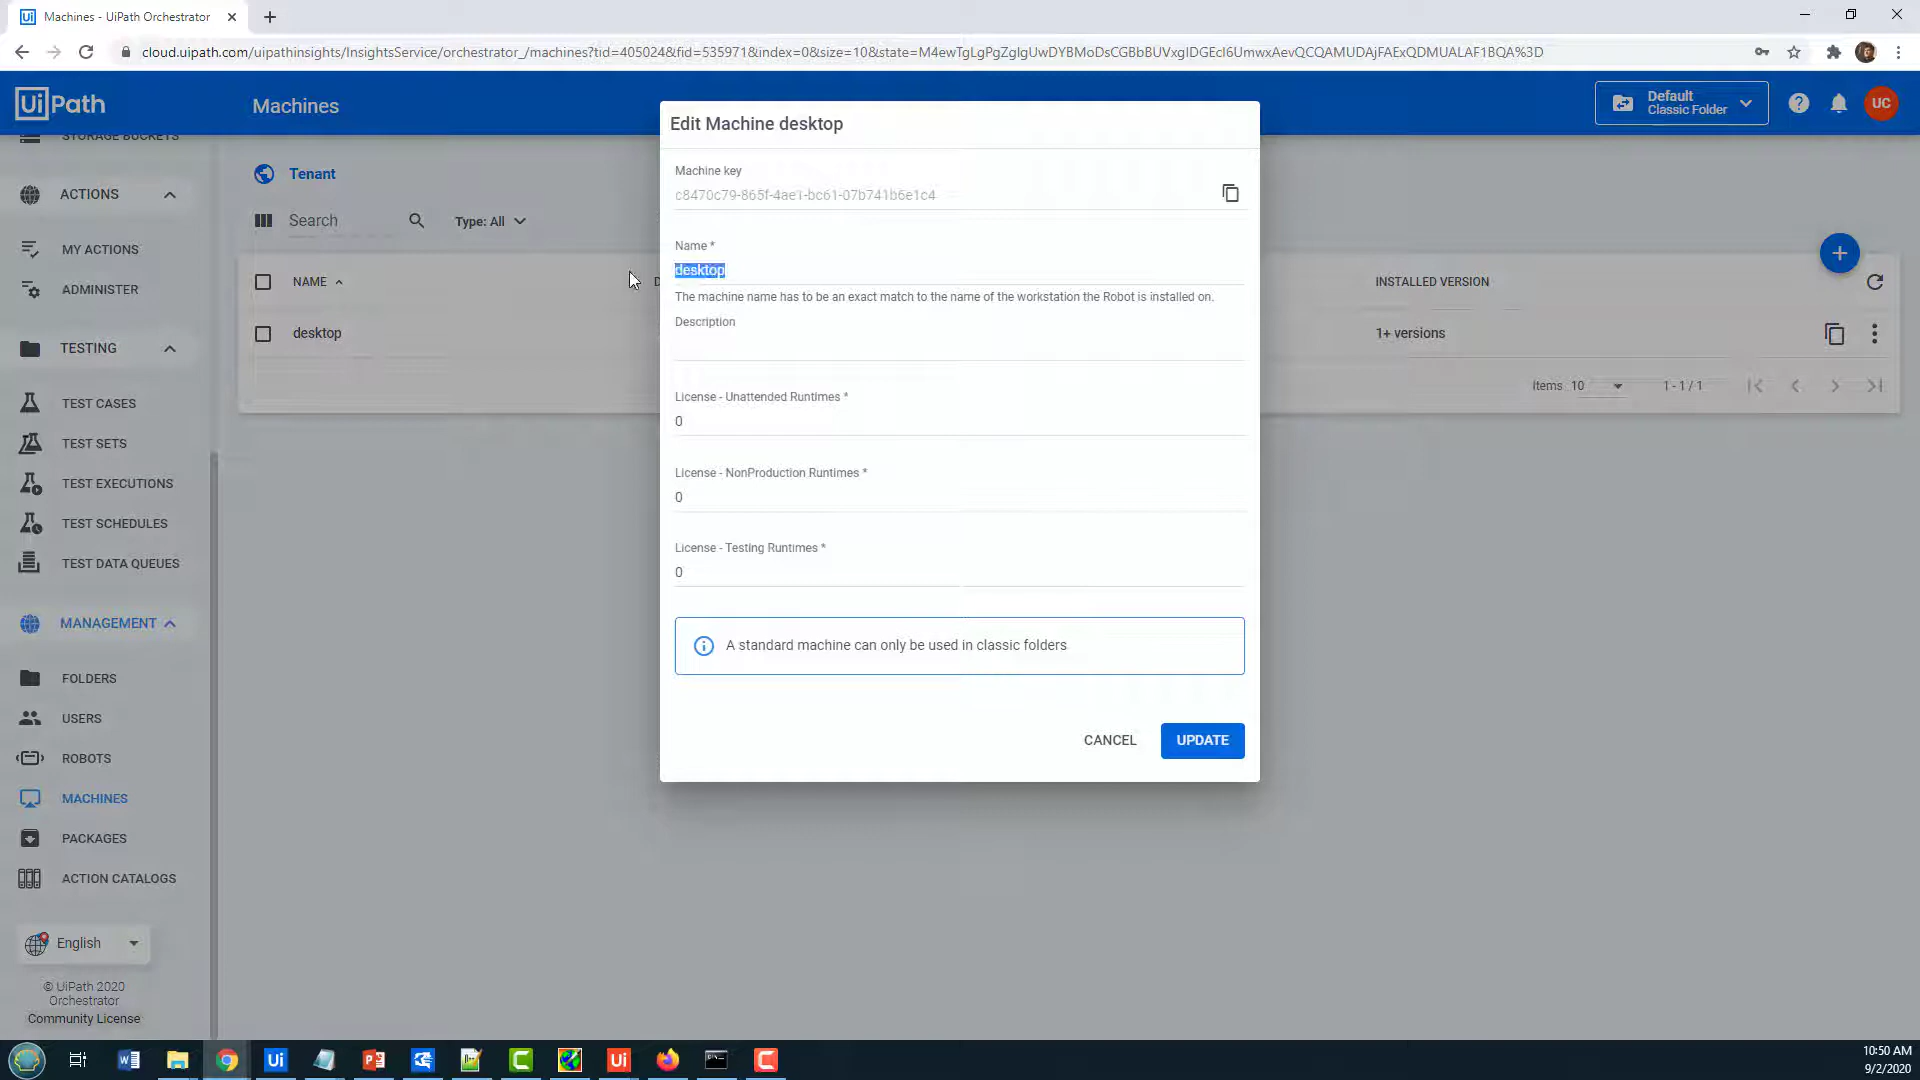 Machines - UiPath Orchestrator
cloud.uipath.com/uipathinsights/InsightsService/orchestrator_/machines?tid=405024&fid=535971&index=0&size=10&state=M4ewTgLgPgZglgUwDYBMoDsCGBbBUVxgIDGEcI6UmwxAevQCQAMUDAjFAExQDMUALAF1BQA%3D
UiPath
Machines
Default
Classic Folder
UC
STORAGE BUCKETS
ACTIONS
MY ACTIONS
ADMINISTER
TESTING
TEST CASES
TEST SETS
TEST EXECUTIONS
TEST SCHEDULES
TEST DATA QUEUES
MANAGEMENT
FOLDERS
USERS
ROBOTS
MACHINES
PACKAGES
ACTION CATALOGS
English
© UiPath 2020
Orchestrator
Community License
Tenant
Search
Type: All
NAME
D
INSTALLED VERSION
desktop
1+ versions
Items 10
1 - 1 / 1
Edit Machine desktop
Machine key
c8470c79-865f-4ae1-bc61-07b741b6e1c4
Name *
desktop
The machine name has to be an exact match to the name of the workstation the Robot is installed on.
Description
License - Unattended Runtimes *
0
License - NonProduction Runtimes *
0
License - Testing Runtimes *
0
A standard machine can only be used in classic folders
CANCEL
UPDATE
10:50 AM
9/2/2020